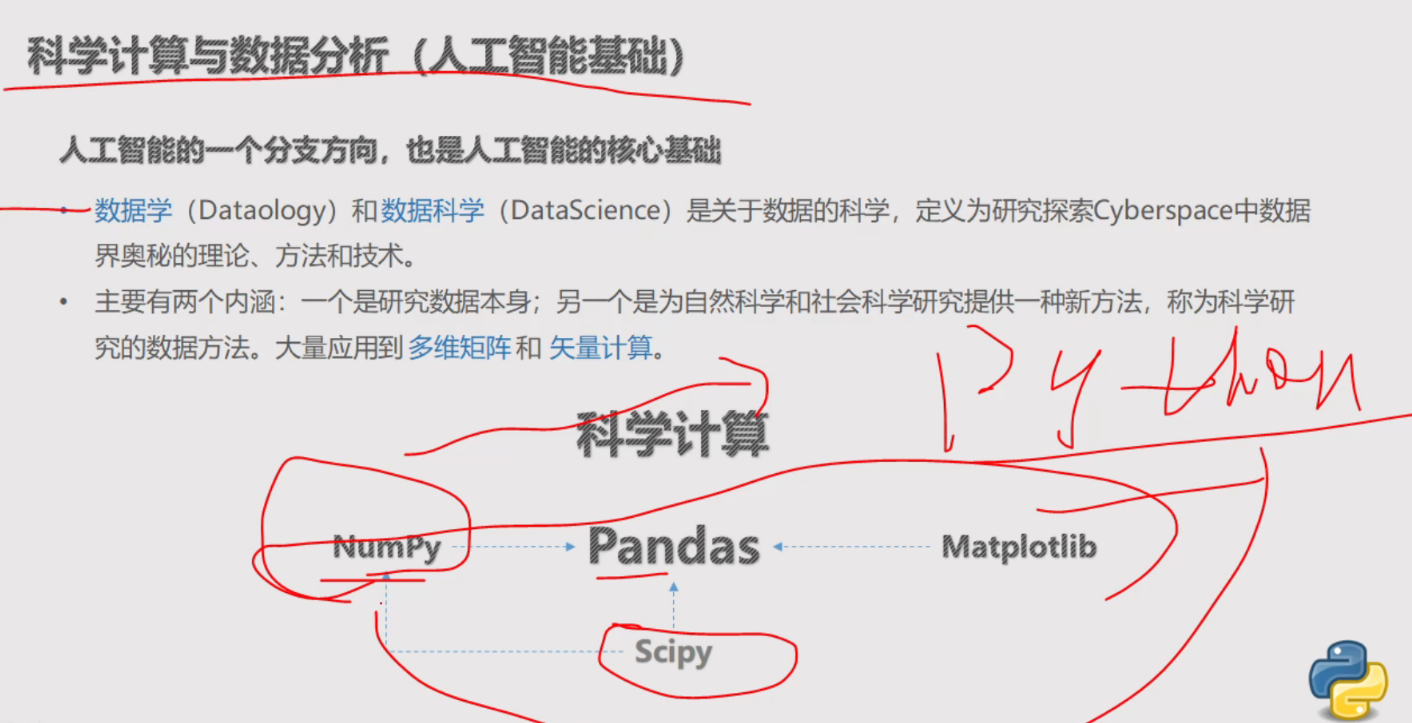 科学计算与数据分析（人工智能基础）
人工智能的一个分支方向，也是人工智能的核心基础
• 数据学（Dataology）和数据科学（DataScience）是关于数据的科学，定义为研究探索Cyberspace中数据
界奥秘的理论、方法和技术。
• 主要有两个内涵：一个是研究数据本身；另一个是为自然科学和社会科学研究提供一种新方法，称为科学研
究的数据方法。大量应用到 多维矩阵 和 矢量计算。
Python
科学计算
NumPy Pandas Matplotlib
Scipy